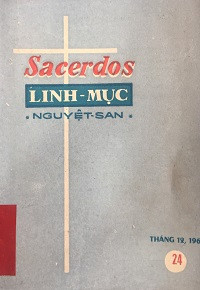 Sacerdos
LINH-MỤC
NGUYỆT-SAN
THÁNG 12, 196
24